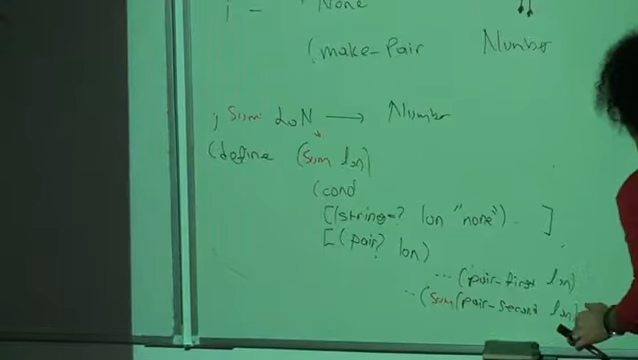 ; - "None
(make-Pair Number
; Sum: LoN → Number
(define (sum lon)
(cond
[(string=? lon "none") .. ]
[(pair? lon)
... (pair-first lon)
.. (sum (pair-second lon)